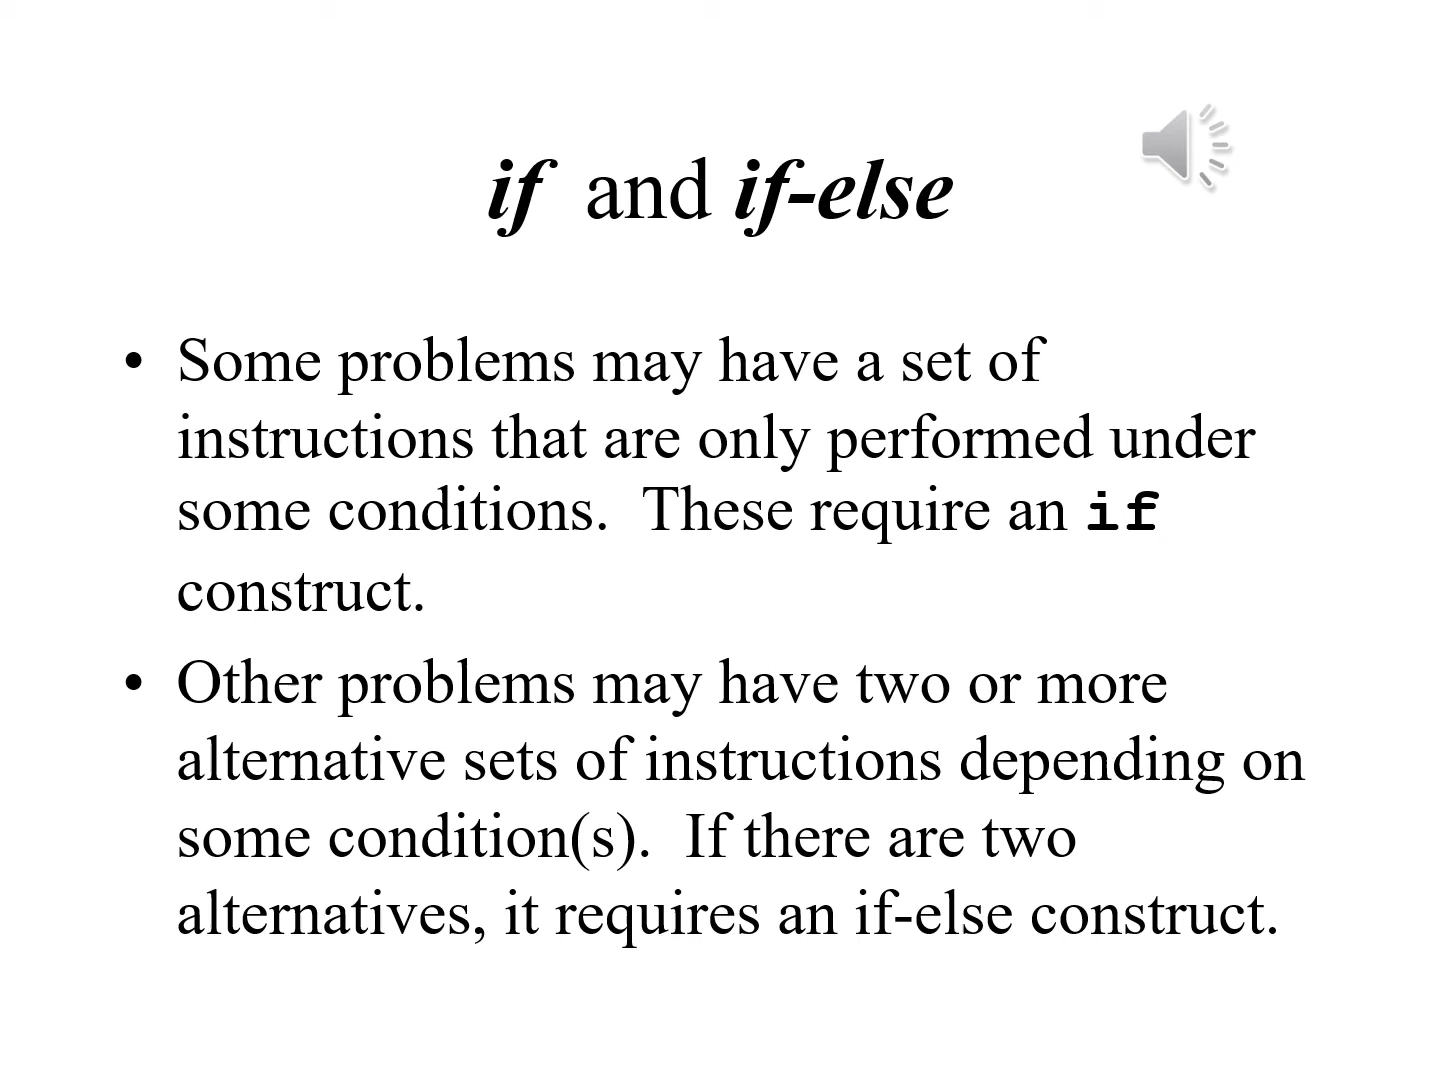 if and if-else
• Some problems may have a set of
instructions that are only performed under
some conditions. These require an if
construct.
• Other problems may have two or more
alternative sets of instructions depending on
some condition(s). If there are two
alternatives, it requires an if-else construct.